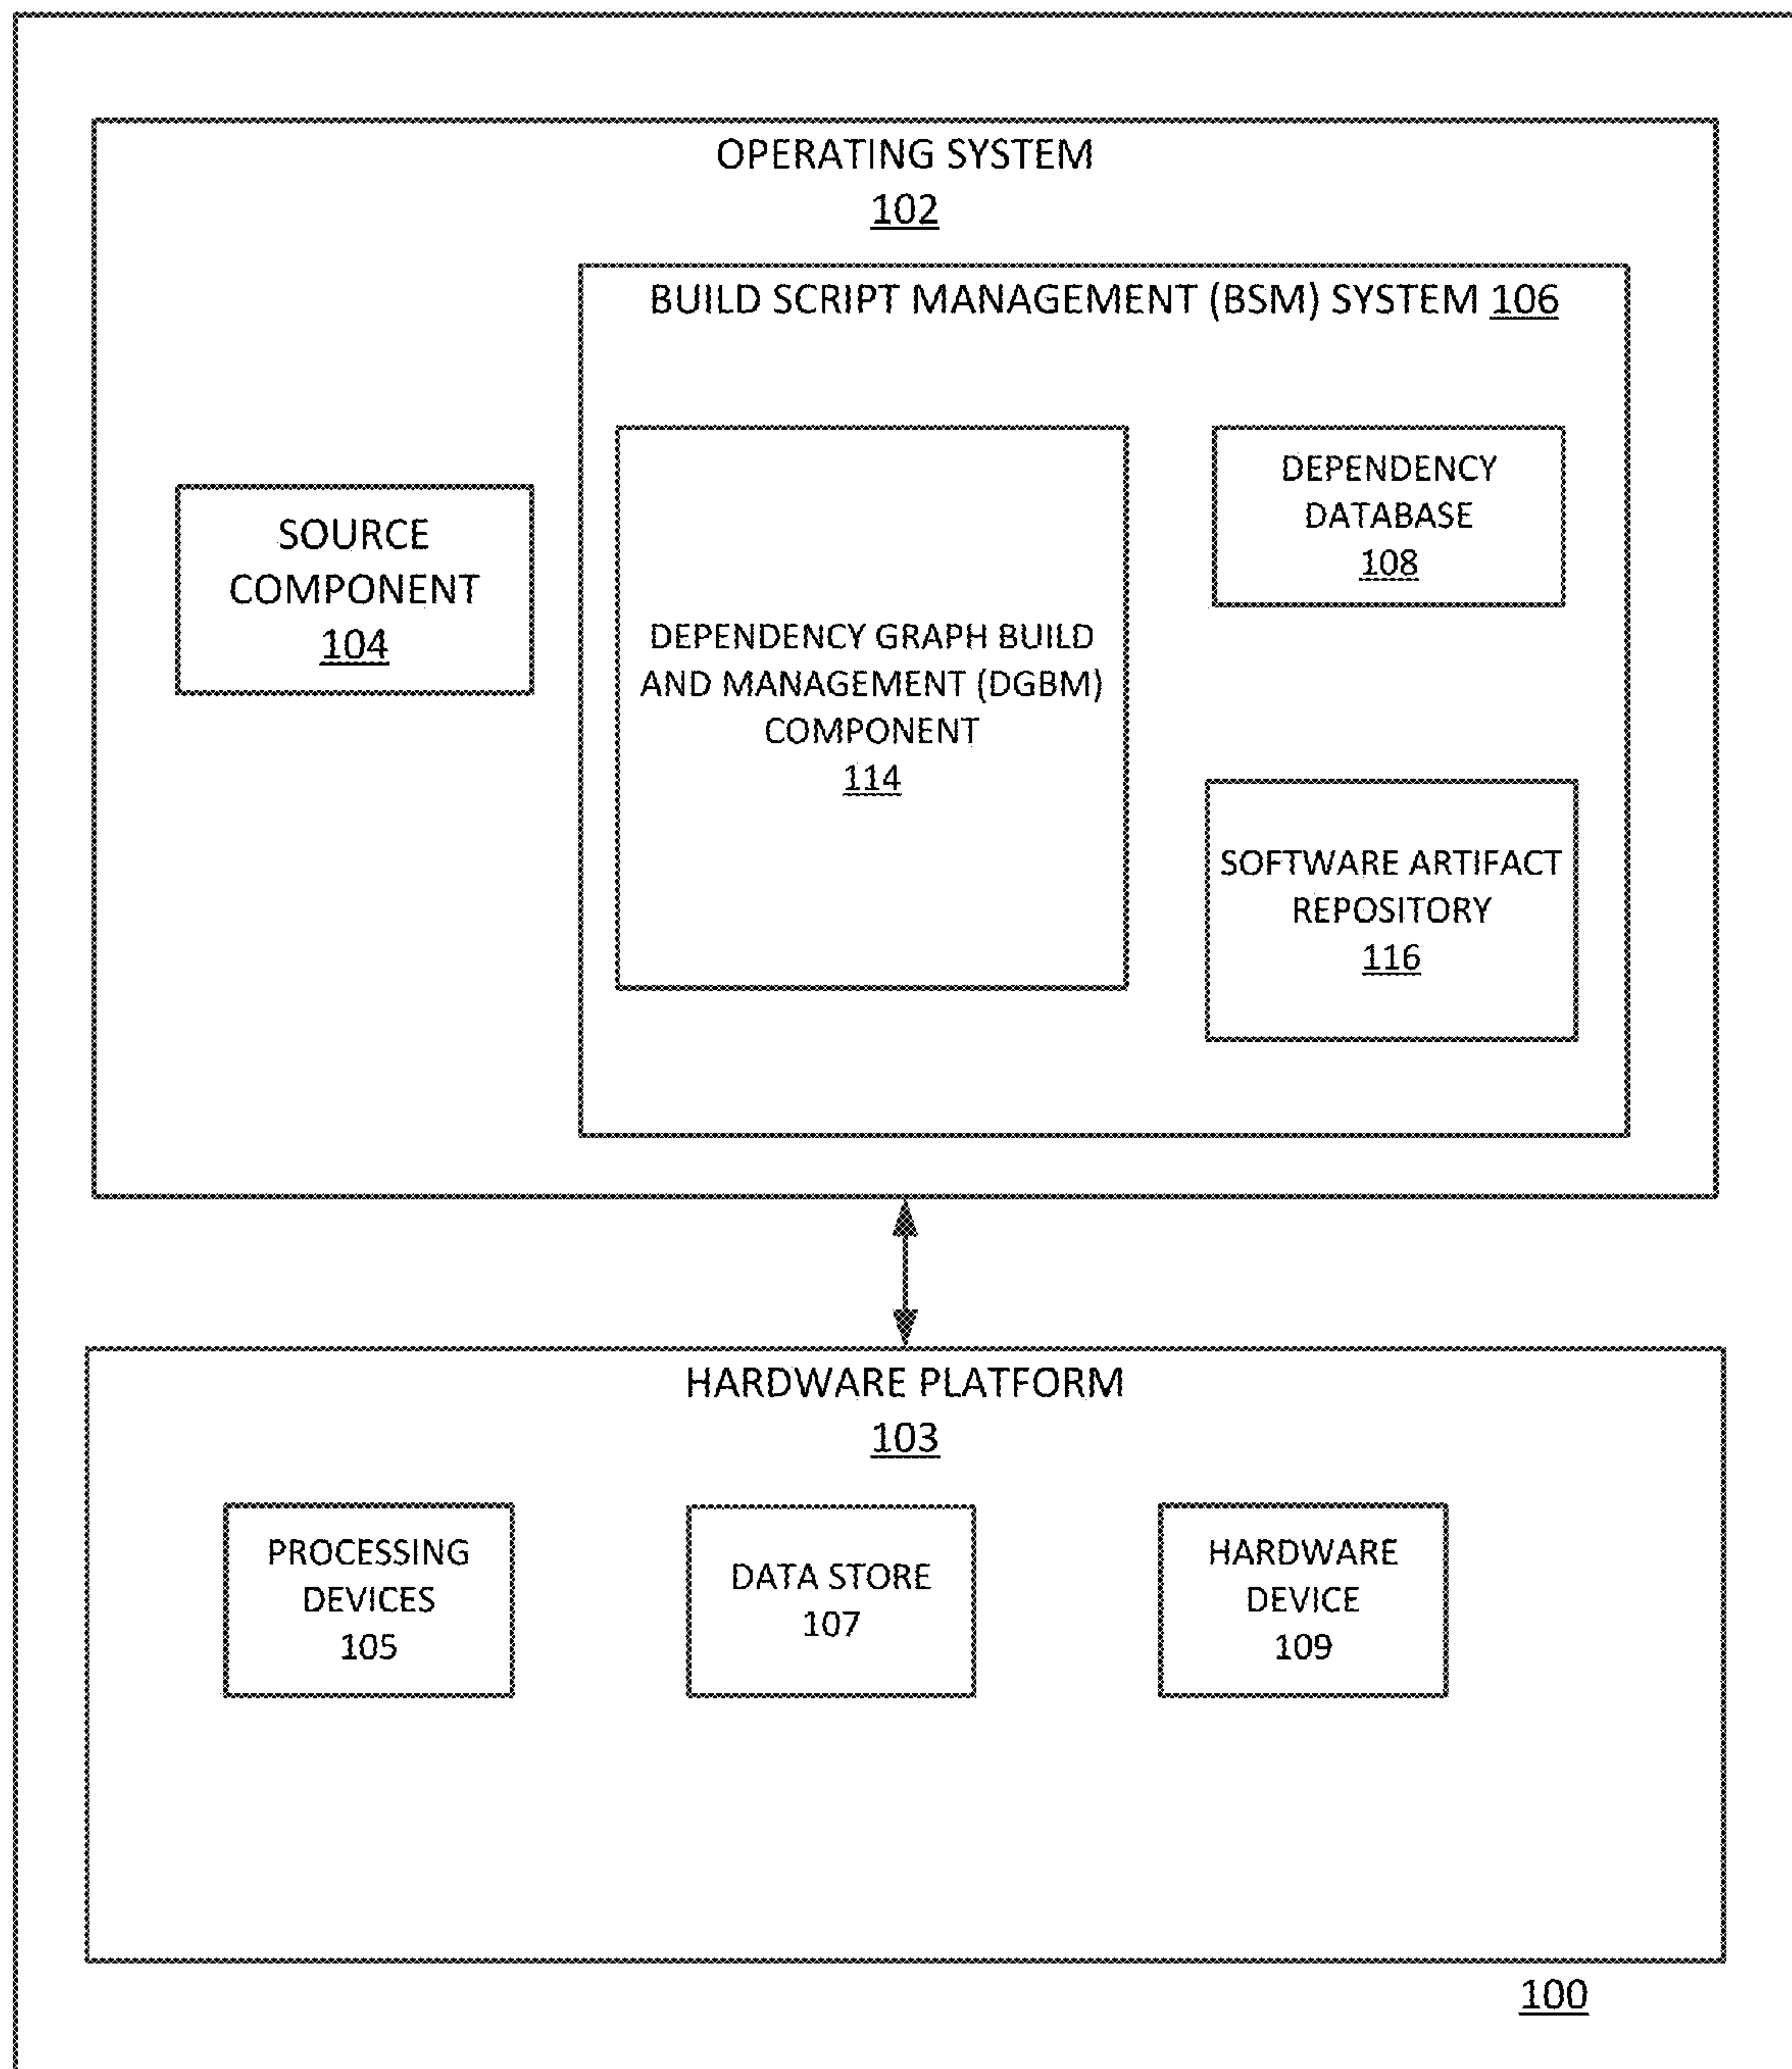 OPERATING SYSTEM
102
BUILD SCRIPT MANAGEMENT (BSM) SYSTEM 106
SOURCE
COMPONENT
104
DEPENDENCY GRAPH BUILD
AND MANAGEMENT (DGBM)
COMPONENT
114
DEPENDENCY
DATABASE
108
SOFTWARE ARTIFACT
REPOSITORY
116
HARDWARE PLATFORM
103
PROCESSING
DEVICES
105
DATA STORE
107
HARDWARE
DEVICE
109
100